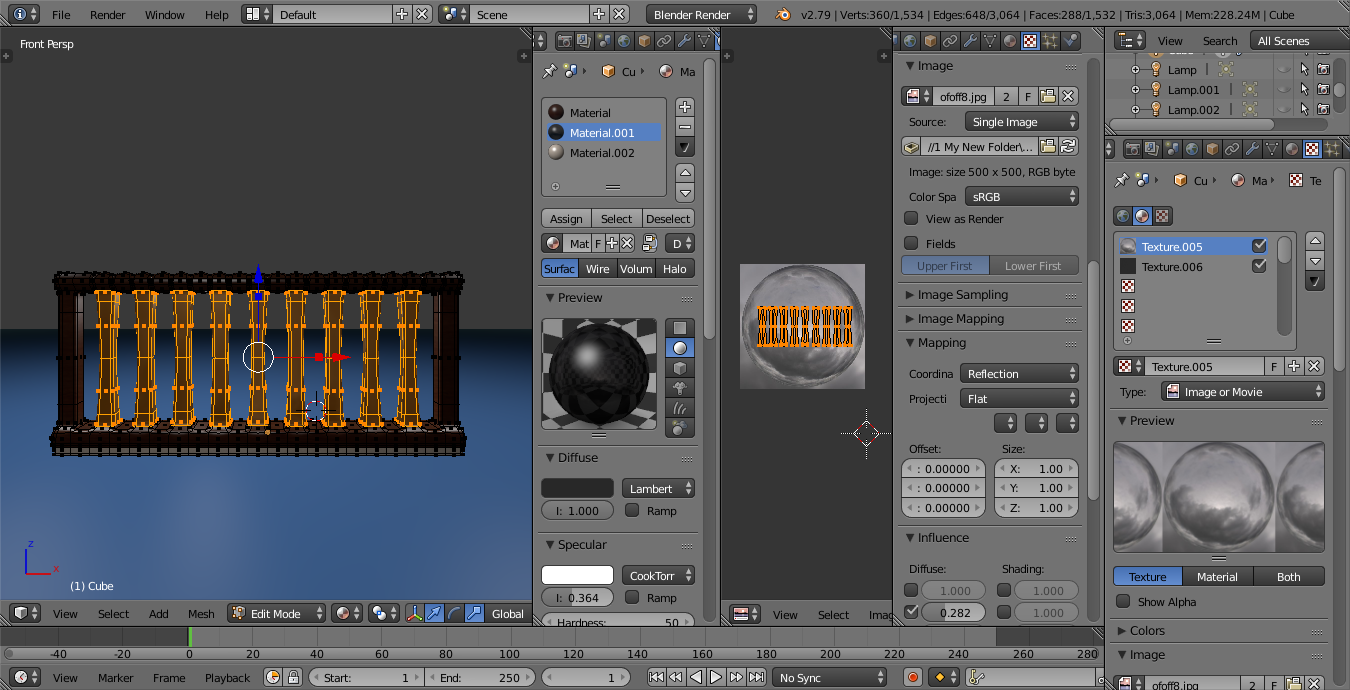 File Render Window Help Default Scene Blender Render v2.79 | Verts:360/1,534 | Edges:648/3,064 | Faces:288/1,532 | Tris:3,064 | Mem:228.24M | Cube
Front Persp
(1) Cube
z
x
View Select Add Mesh Edit Mode Global
Cu Ma
Material
Material.001
Material.002
Assign Select Deselect
Mat F D
Surfac Wire Volum Halo
Preview
Diffuse
Lambert
I: 1.000 Ramp
Specular
CookTorr
I: 0.364 Ramp
Hardness: 50
View Select Imag
Image
ofoff8.jpg 2 F
Source: Single Image
//1 My New Folder\...
Image: size 500 x 500, RGB byte
Color Spa sRGB
View as Render
Fields
Upper First Lower First
Image Sampling
Image Mapping
Mapping
Coordina Reflection
Projecti Flat
Offset: Size:
: 0.00000 X: 1.00
: 0.00000 Y: 1.00
: 0.00000 Z: 1.00
Influence
Diffuse: Shading:
1.000 1.000
0.282 1.000
View Search All Scenes
Lamp
Lamp.001
Lamp.002
Cu Ma Te
Texture.005
Texture.006
Texture.005 F
Type: Image or Movie
Preview
Texture Material Both
Show Alpha
Colors
Image
ofoff8.jpg 2 F
-40 -20 0 20 40 60 80 100 120 140 160 180 200 220 240 260 280
View Marker Frame Playback Start: 1 End: 250 1 No Sync